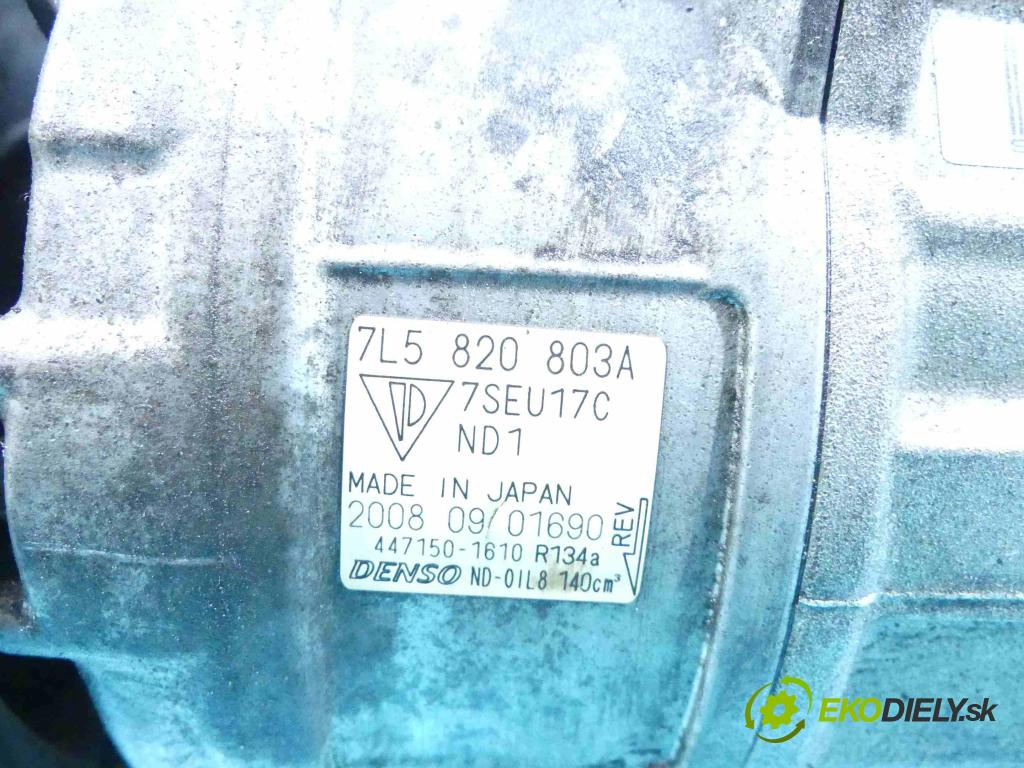 7L5 820 803A
7SEU17C
ND1
MADE IN JAPAN
2008 09 01690
REV
447150-1610 R134a
DENSO ND-OIL8 140cm³
EKODIELY.sk